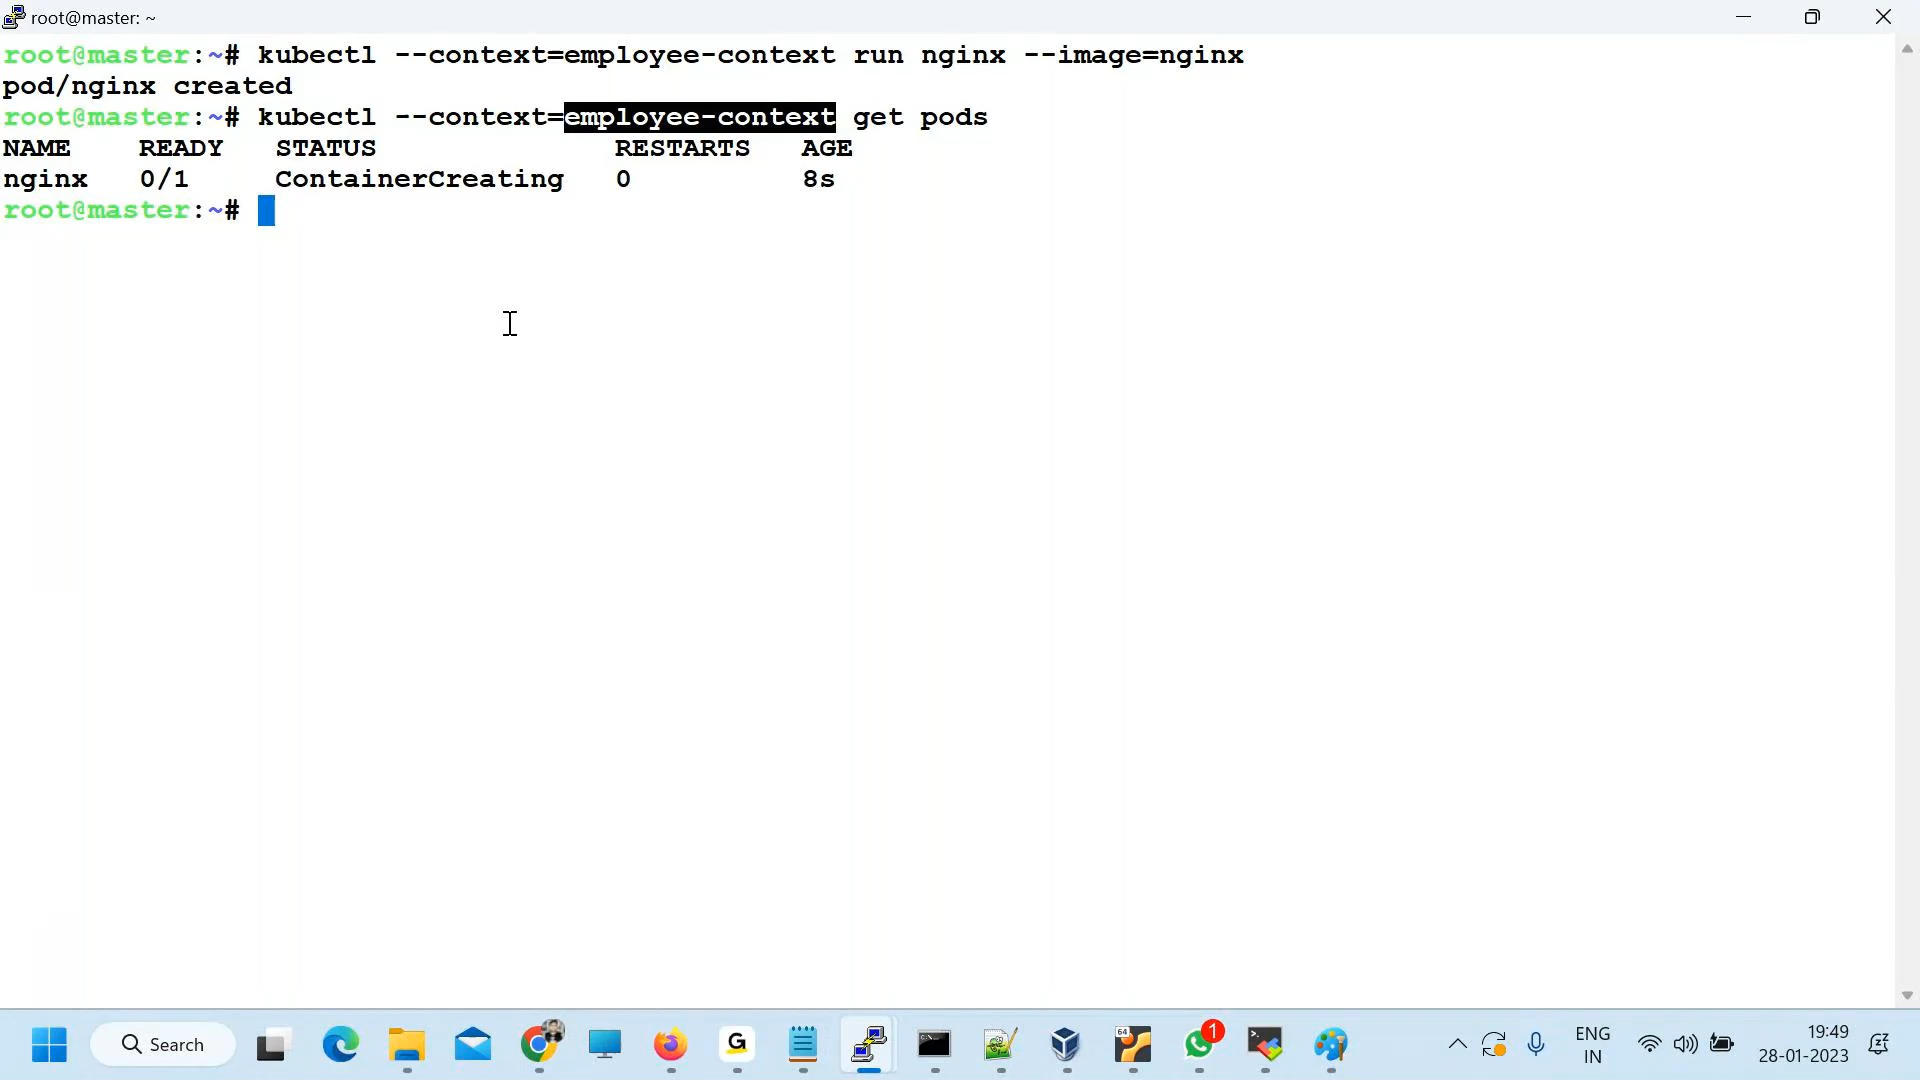 root@master: ~
root@master:~# kubectl --context=employee-context run nginx --image=nginx
pod/nginx created
root@master:~# kubectl --context=employee-context get pods
NAME    READY   STATUS              RESTARTS   AGE
nginx   0/1     ContainerCreating   0          8s
root@master:~#
Search
G
64
1
ENG
IN
19:49
28-01-2023